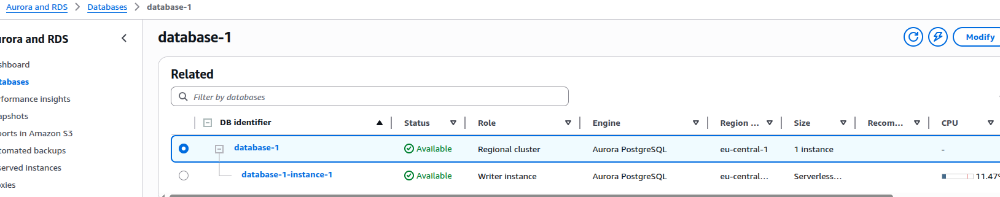 Aurora and RDS > Databases > database-1
rora and RDS
database-1
Modify
shboard
tabases
rformance insights
apshots
ports in Amazon S3
tomated backups
served instances
oxies
Related
Filter by databases
DB identifier Status Role Engine Region ... Size Recom... CPU
database-1 Available Regional cluster Aurora PostgreSQL eu-central-1 1 instance -
database-1-instance-1 Available Writer instance Aurora PostgreSQL eu-central... Serverless... 11.47%